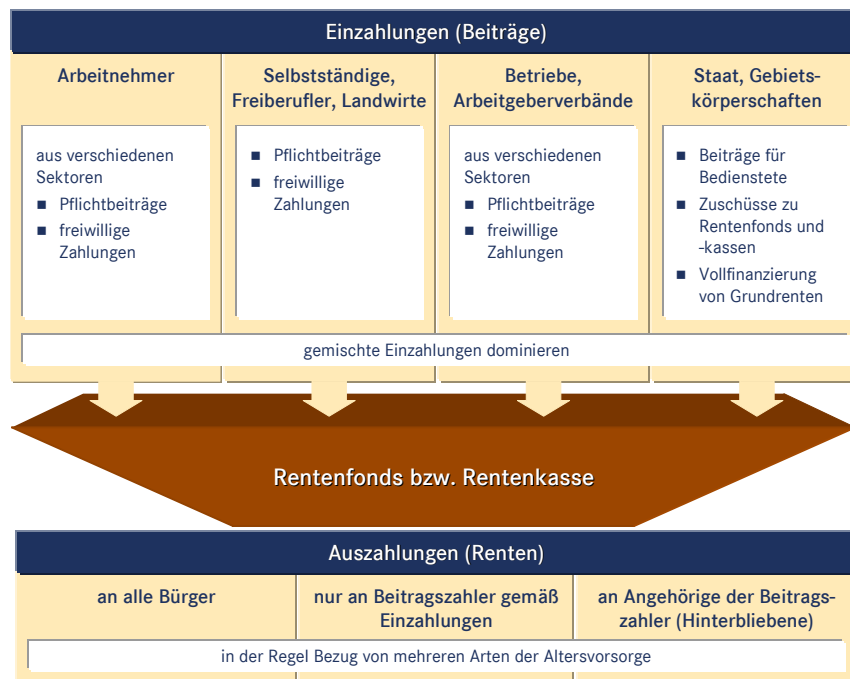 Einzahlungen (Beiträge)
Arbeitnehmer
aus verschiedenen
Sektoren
■ Pflichtbeiträge
■ freiwillige
Zahlungen
Selbstständige,
Freiberufler, Landwirte
■ Pflichtbeiträge
■ freiwillige
Zahlungen
Betriebe,
Arbeitgeberverbände
aus verschiedenen
Sektoren
■ Pflichtbeiträge
■ freiwillige
Zahlungen
Staat, Gebiets-
körperschaften
■ Beiträge für
Bedienstete
■ Zuschüsse zu
Rentenfonds und
-kassen
■ Vollfinanzierung
von Grundrenten
gemischte Einzahlungen dominieren
Rentenfonds bzw. Rentenkasse
Auszahlungen (Renten)
an alle Bürger
nur an Beitragszahler gemäß
Einzahlungen
an Angehörige der Beitrags-
zahler (Hinterbliebene)
in der Regel Bezug von mehreren Arten der Altersvorsorge